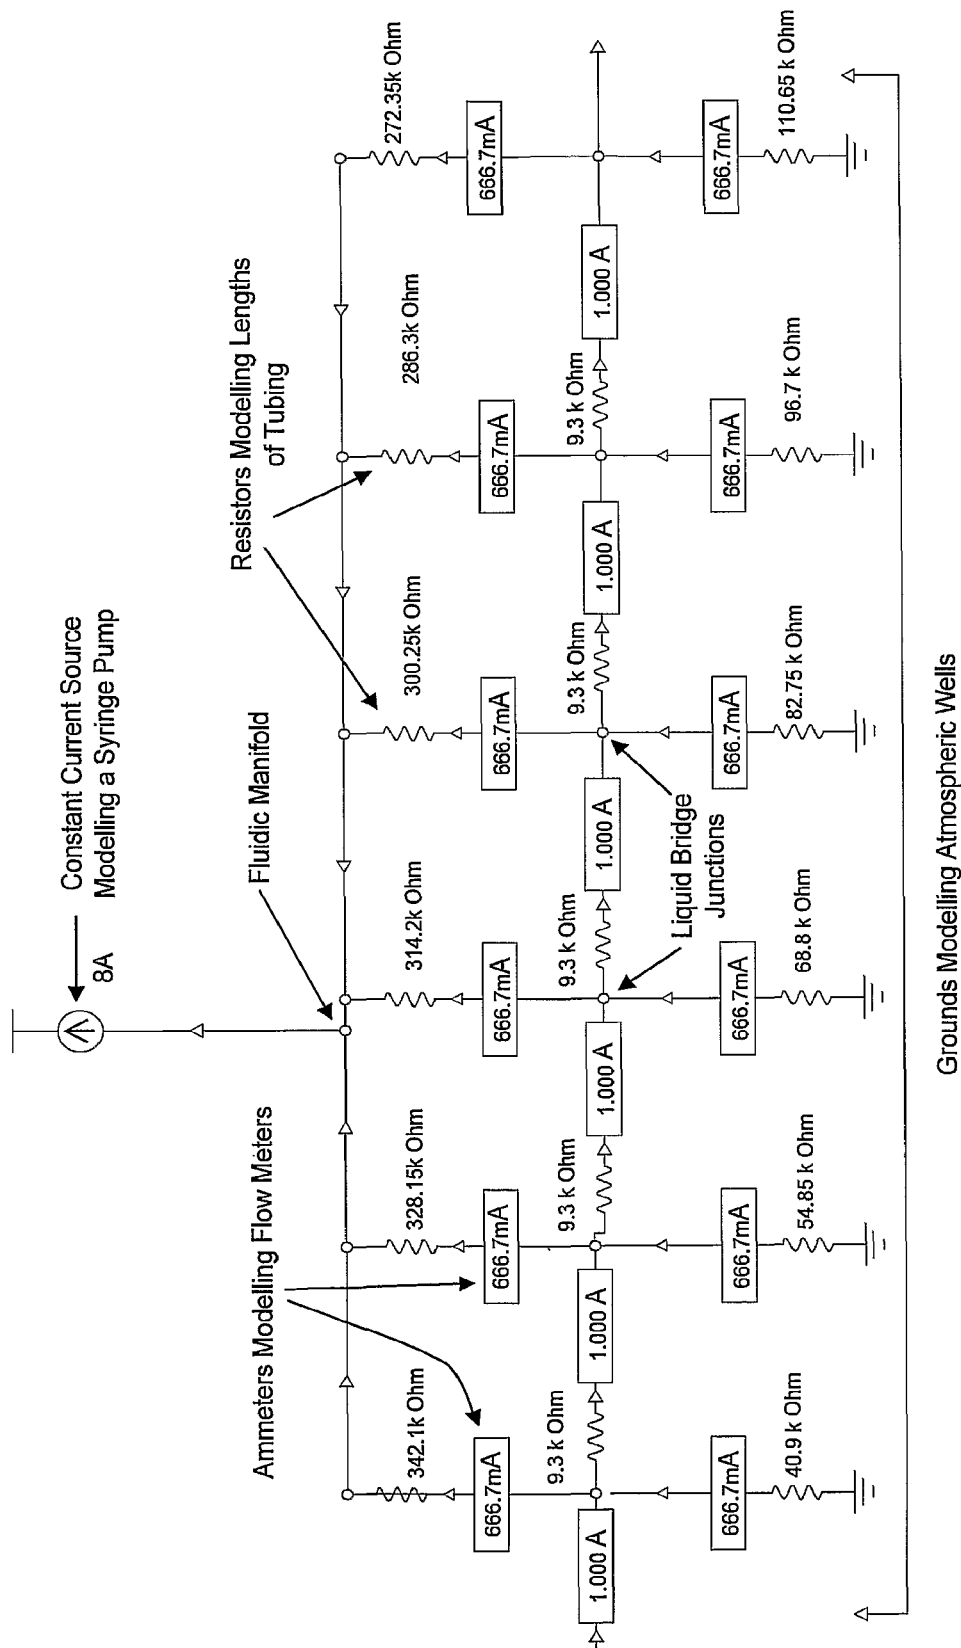 Constant Current Source
Modelling a Syringe Pump
8A
Fluidic Manifold
Resistors Modelling Lengths
of Tubing
Ammeters Modelling Flow Meters
342.1k Ohm
328.15k Ohm
314.2k Ohm
300.25k Ohm
286.3k Ohm
272.35k Ohm
666.7mA
666.7mA
666.7mA
666.7mA
666.7mA
666.7mA
9.3 k Ohm
9.3 k Ohm
9.3 k Ohm
9.3 k Ohm
9.3 k Ohm
1.000 A
1.000 A
1.000 A
1.000 A
1.000 A
1.000 A
Liquid Bridge
Junctions
666.7mA
666.7mA
666.7mA
666.7mA
666.7mA
666.7mA
40.9 k Ohm
54.85 k Ohm
68.8 k Ohm
82.75 k Ohm
96.7 k Ohm
110.65 k Ohm
Grounds Modelling Atmospheric Wells